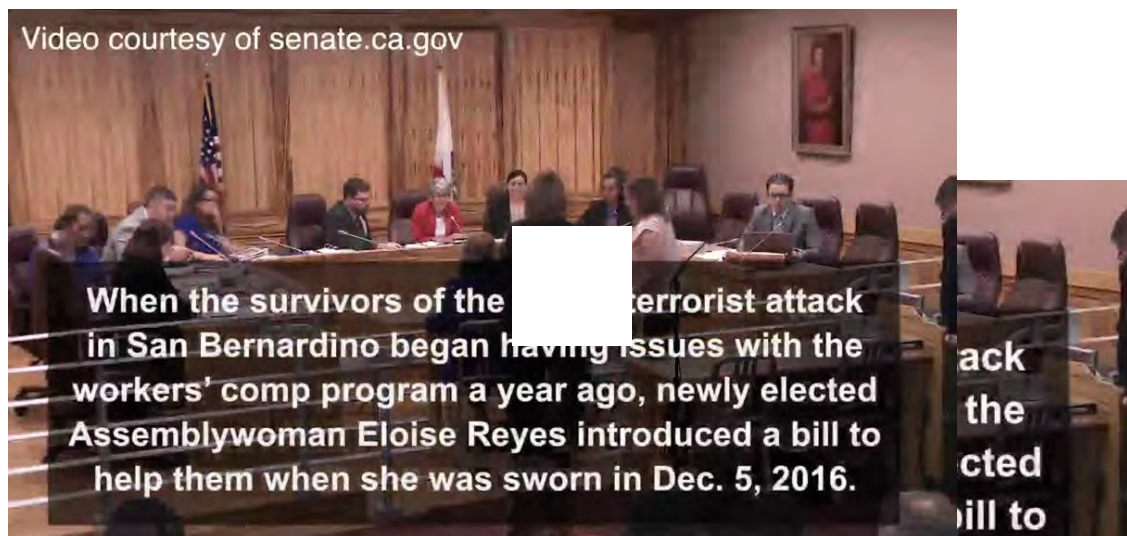 Video courtesy of senate.ca.gov
When the survivors of the terrorist attack
in San Bernardino began having issues with the
workers' comp program a year ago, newly elected
Assemblywoman Eloise Reyes introduced a bill to
help them when she was sworn in Dec. 5, 2016.
tack
the
cted
bill to